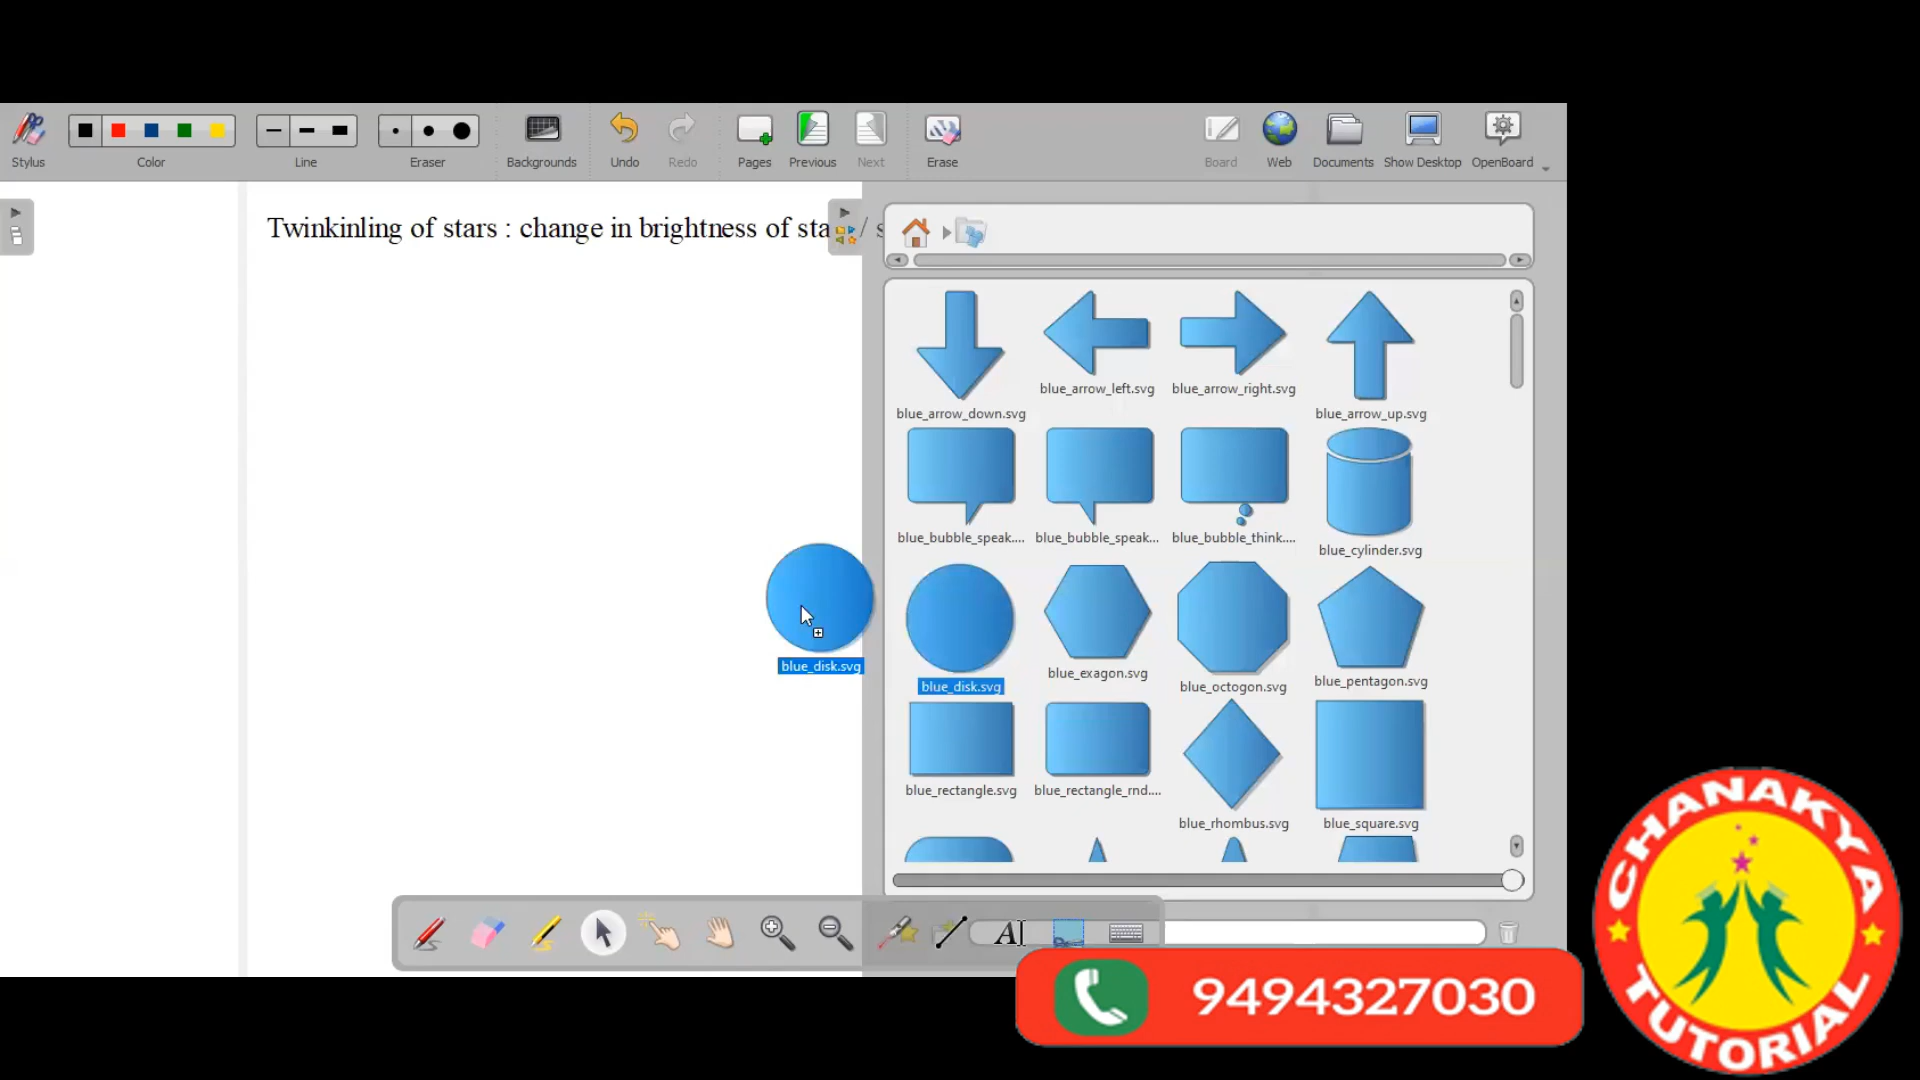 Stylus
Color
Line
Eraser
Backgrounds
Undo
Redo
Pages
Previous
Next
Erase
Board
Web
Documents
Show Desktop
OpenBoard
Twinkinling of stars : change in brightness of sta / s
blue_arrow_down.svg
blue_arrow_left.svg
blue_arrow_right.svg
blue_arrow_up.svg
blue_bubble_speak....
blue_bubble_speak...
blue_bubble_think....
blue_cylinder.svg
blue_disk.svg
blue_disk.svg
blue_exagon.svg
blue_octogon.svg
blue_pentagon.svg
blue_rectangle.svg
blue_rectangle_rnd....
blue_rhombus.svg
blue_square.svg
A
9494327030
CHANAKYA
TUTORIAL